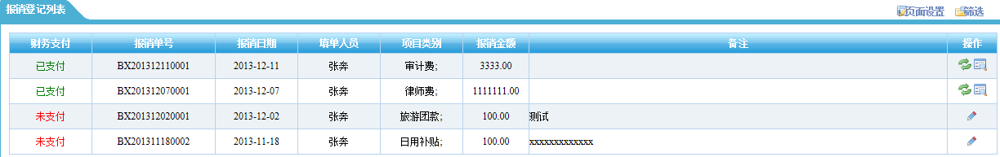 报销登记列表
页面设置 筛选
财务支付 报销单号 报销日期 填单人员 项目类别 报销金额 备注 操作
已支付 BX201312110001 2013-12-11 张奔 审计费; 3333.00
已支付 BX201312070001 2013-12-07 张奔 律师费; 1111111.00
未支付 BX201312020001 2013-12-02 张奔 旅游团款; 100.00 测试
未支付 BX201311180002 2013-11-18 张奔 日用补贴; 100.00 xxxxxxxxxxxxx